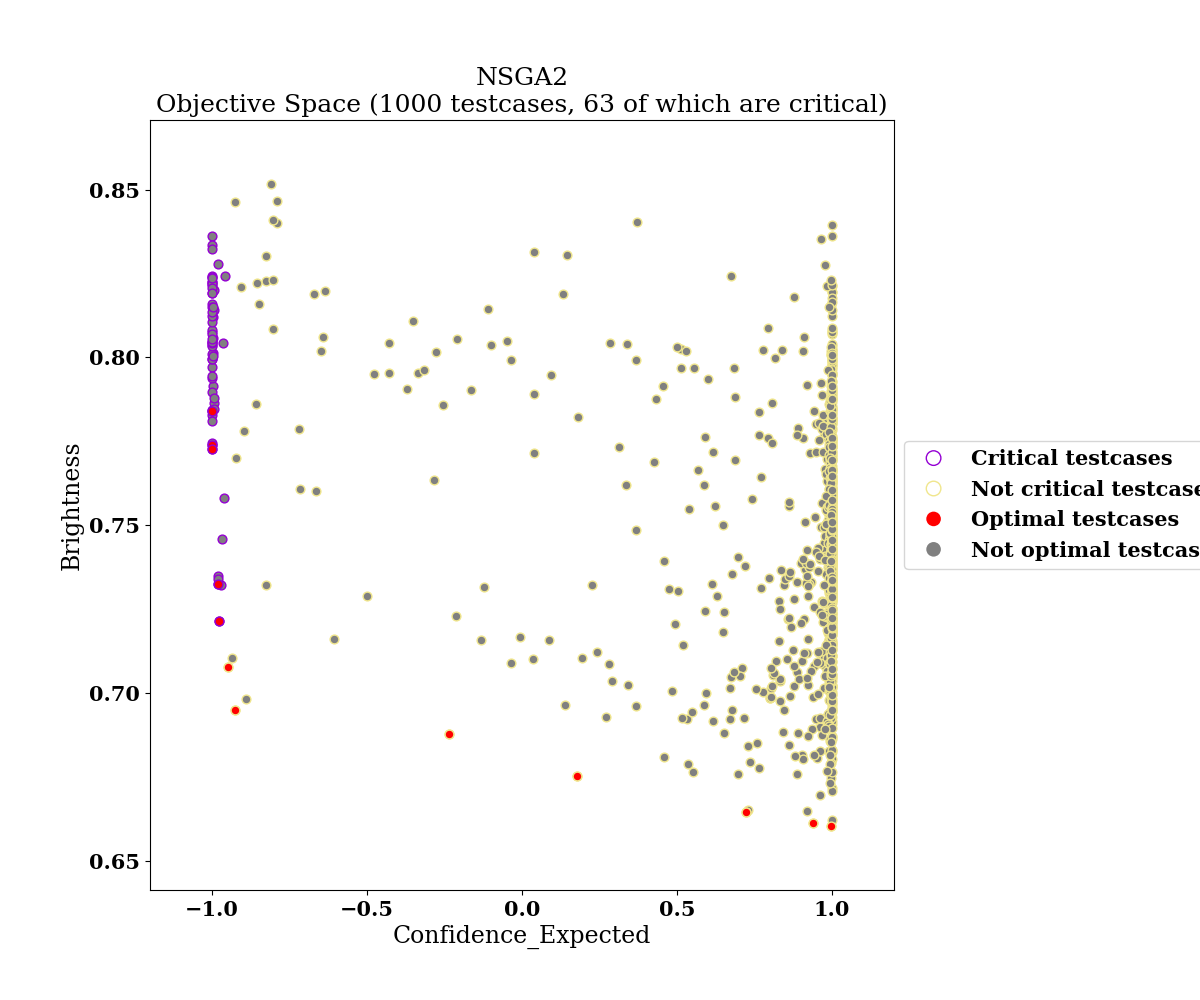 NSGA2
Objective Space (1000 testcases, 63 of which are critical)
0.85
0.80
0.75
0.70
0.65
Brightness
−1.0
−0.5
0.0
0.5
1.0
Confidence_Expected
Critical testcases
Not critical testcase
Optimal testcases
Not optimal testcas